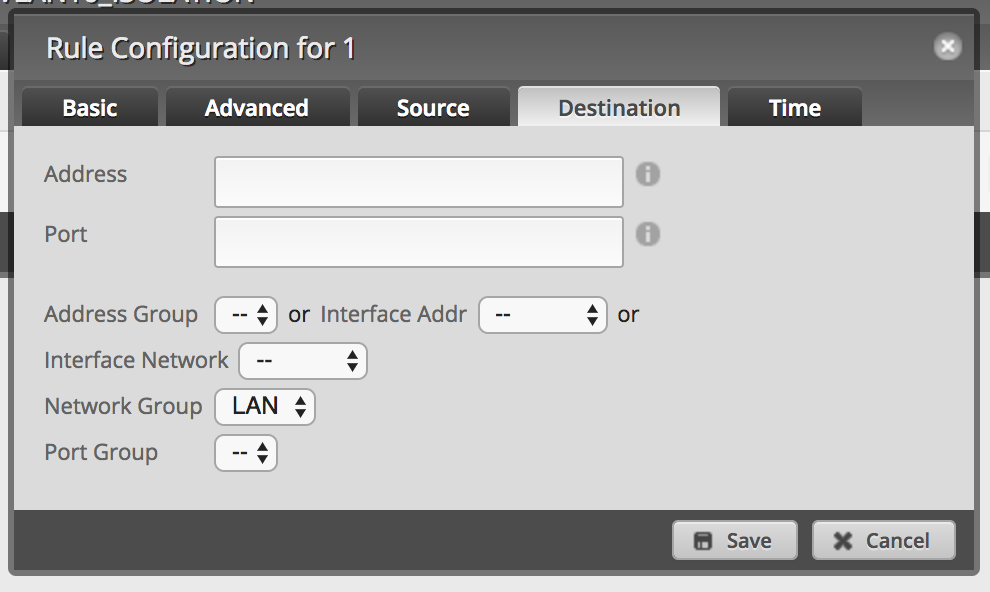 Rule Configuration for 1
Basic Advanced Source Destination Time
Address
Port
Address Group -- or Interface Addr -- or
Interface Network --
Network Group LAN
Port Group --
Save Cancel